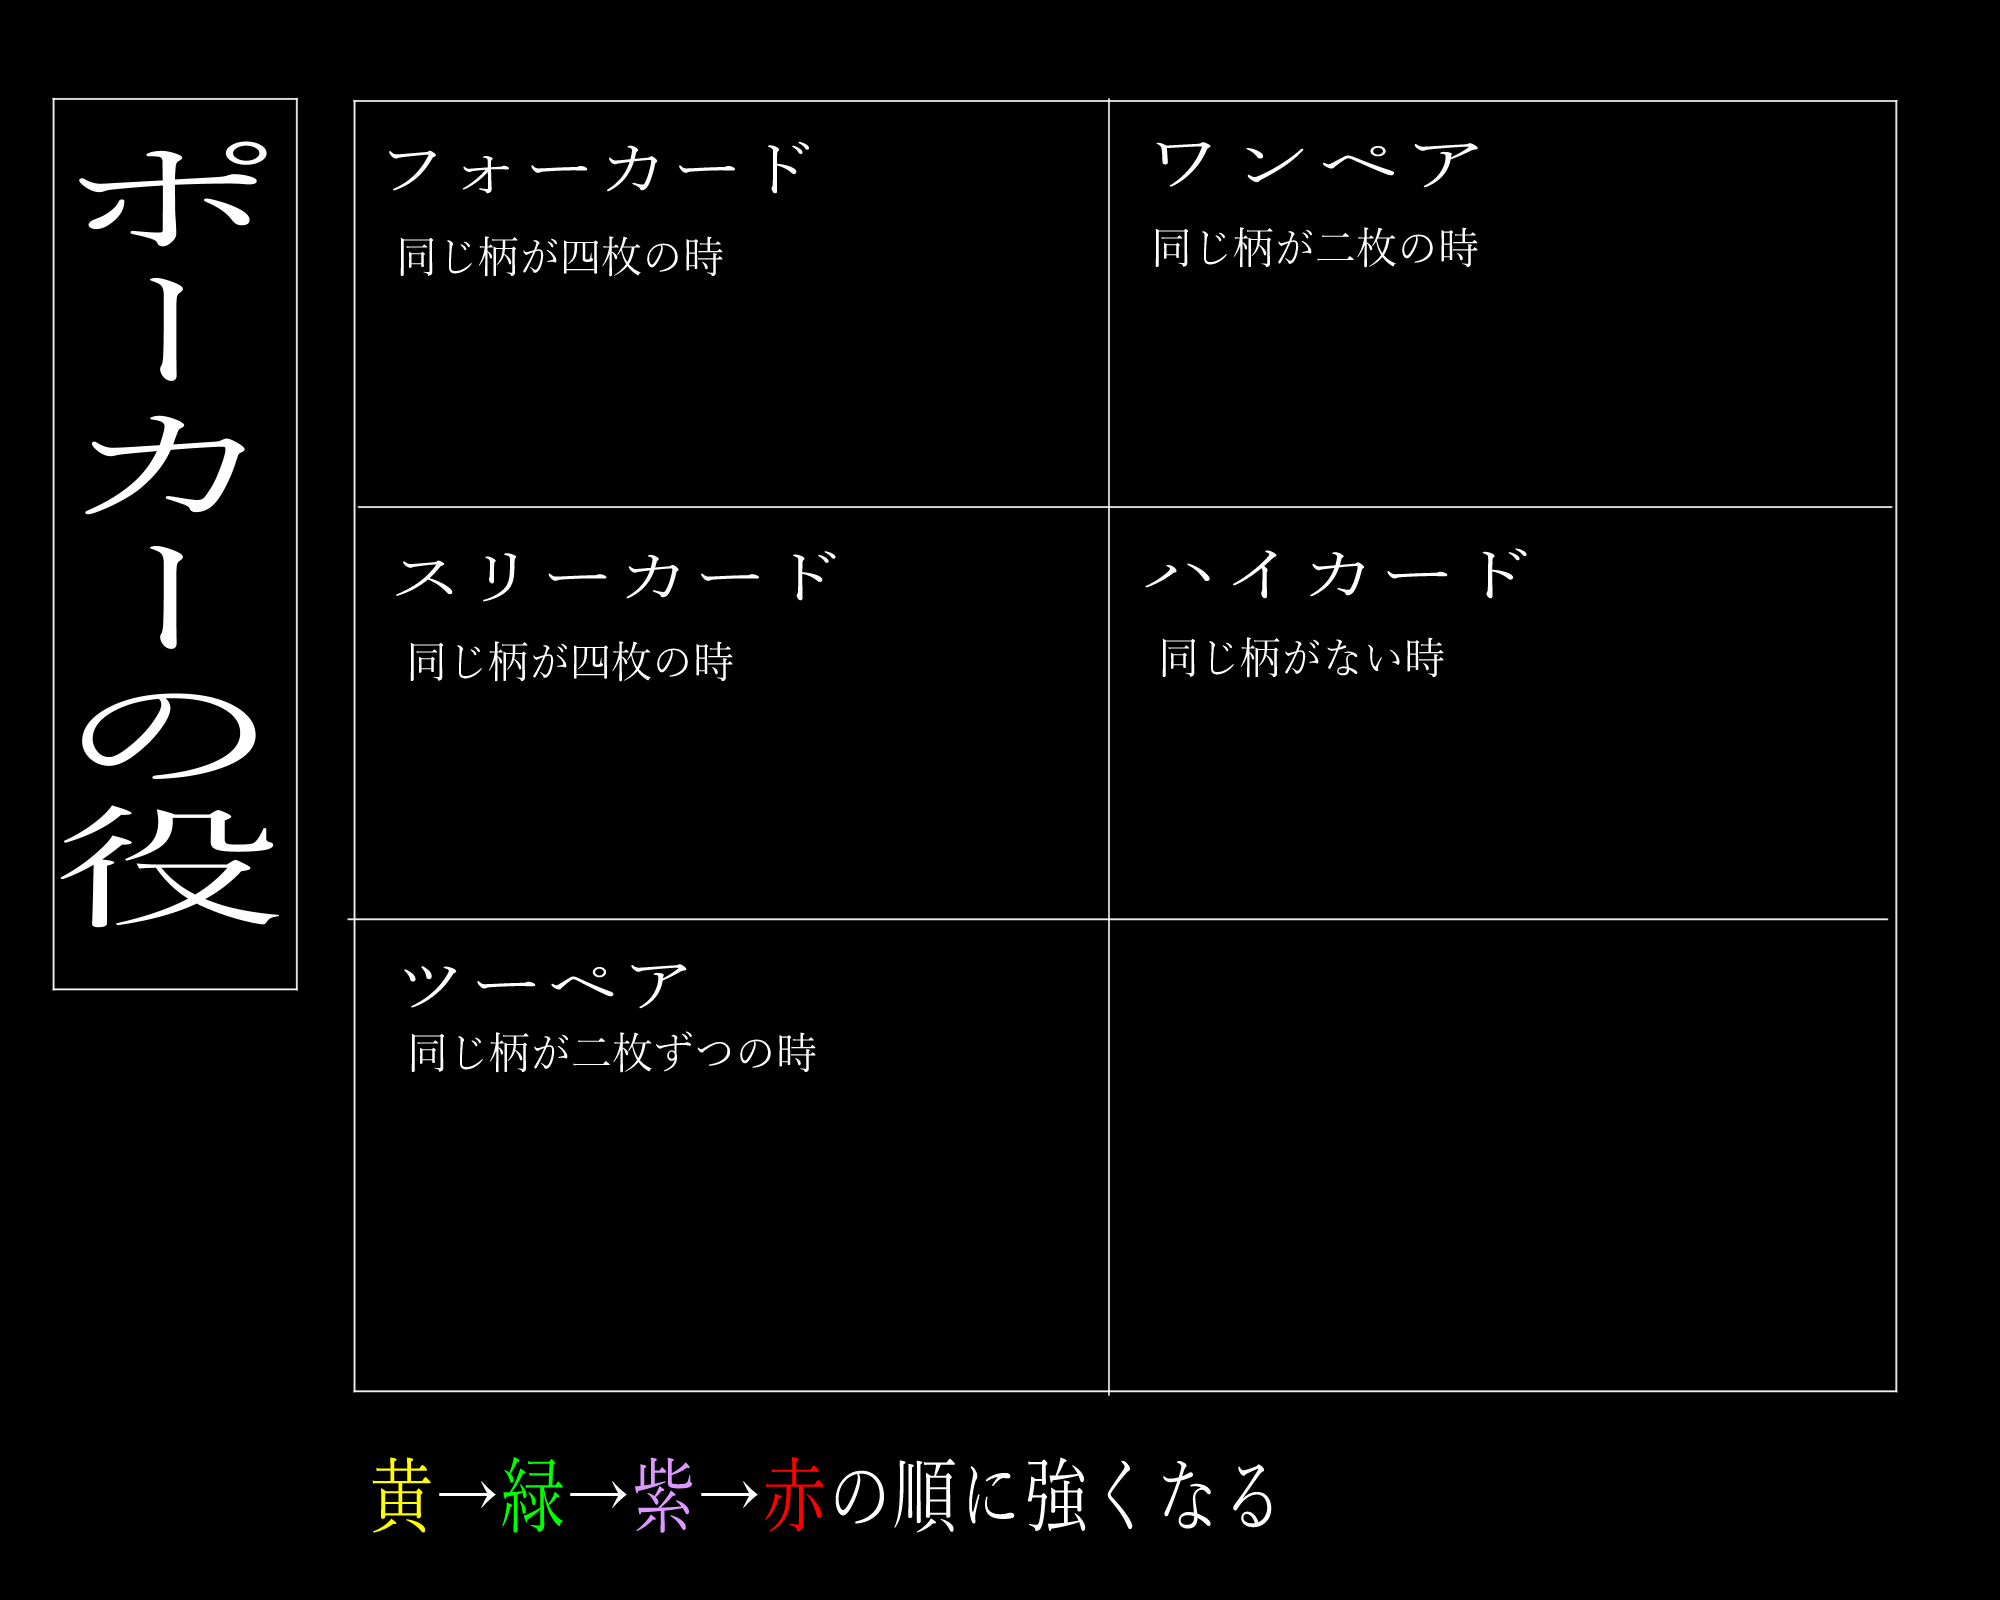 ポーカーの役
フォーカード
同じ柄が四枚の時
ワンペア
同じ柄が二枚の時
スリーカード
同じ柄が四枚の時
ハイカード
同じ柄がない時
ツーペア
同じ柄が二枚ずつの時
黄→緑→紫→赤の順に強くなる